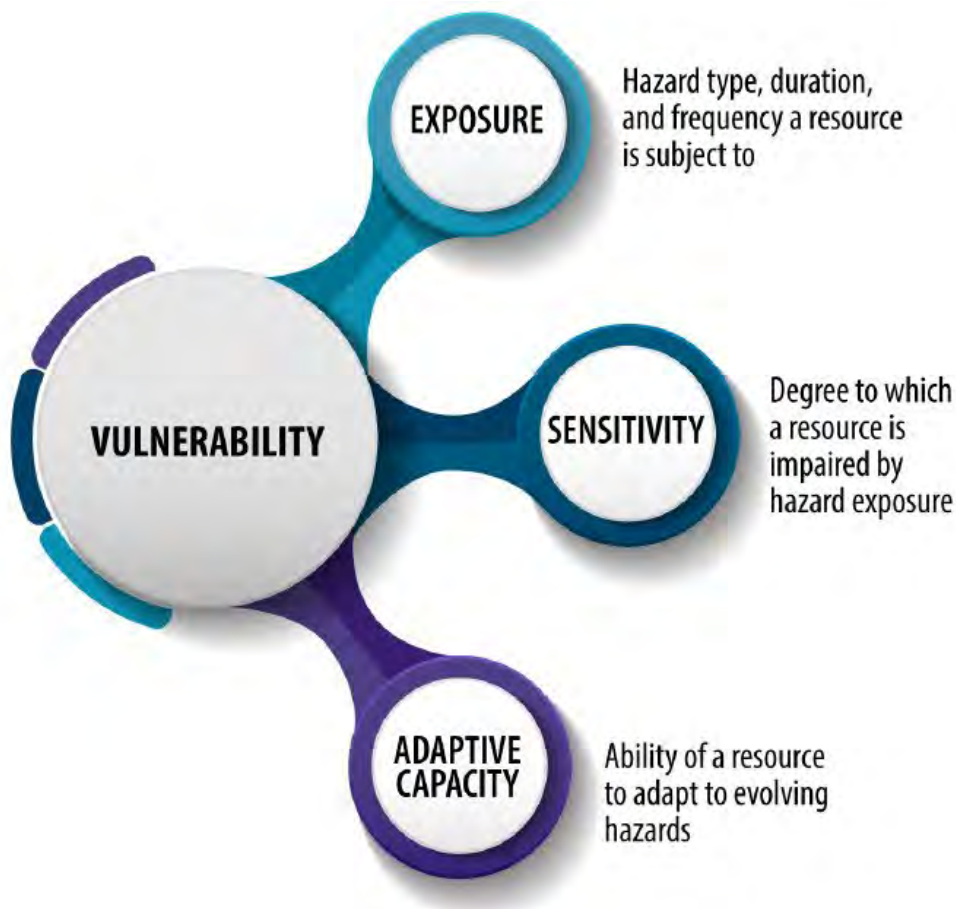 EXPOSURE
Hazard type, duration,
and frequency a resource
is subject to
VULNERABILITY
SENSITIVITY
Degree to which
a resource is
impaired by
hazard exposure
ADAPTIVE
CAPACITY
Ability of a resource
to adapt to evolving
hazards